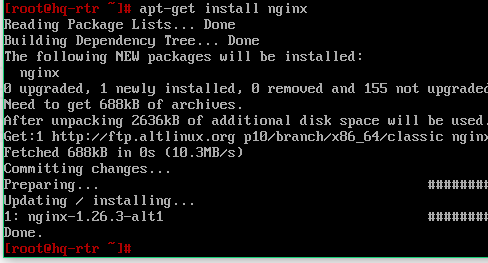 [root@hq-rtr ~]# apt-get install nginx
Reading Package Lists... Done
Building Dependency Tree... Done
The following NEW packages will be installed:
  nginx
0 upgraded, 1 newly installed, 0 removed and 155 not upgraded
Need to get 688kB of archives.
After unpacking 2636kB of additional disk space will be used.
Get:1 http://ftp.altlinux.org p10/branch/x86_64/classic nginx
Fetched 688kB in 0s (10.3MB/s)
Committing changes...
Preparing... ########
Updating / installing...
1: nginx-1.26.3-alt1 ########
Done.
[root@hq-rtr ~]#